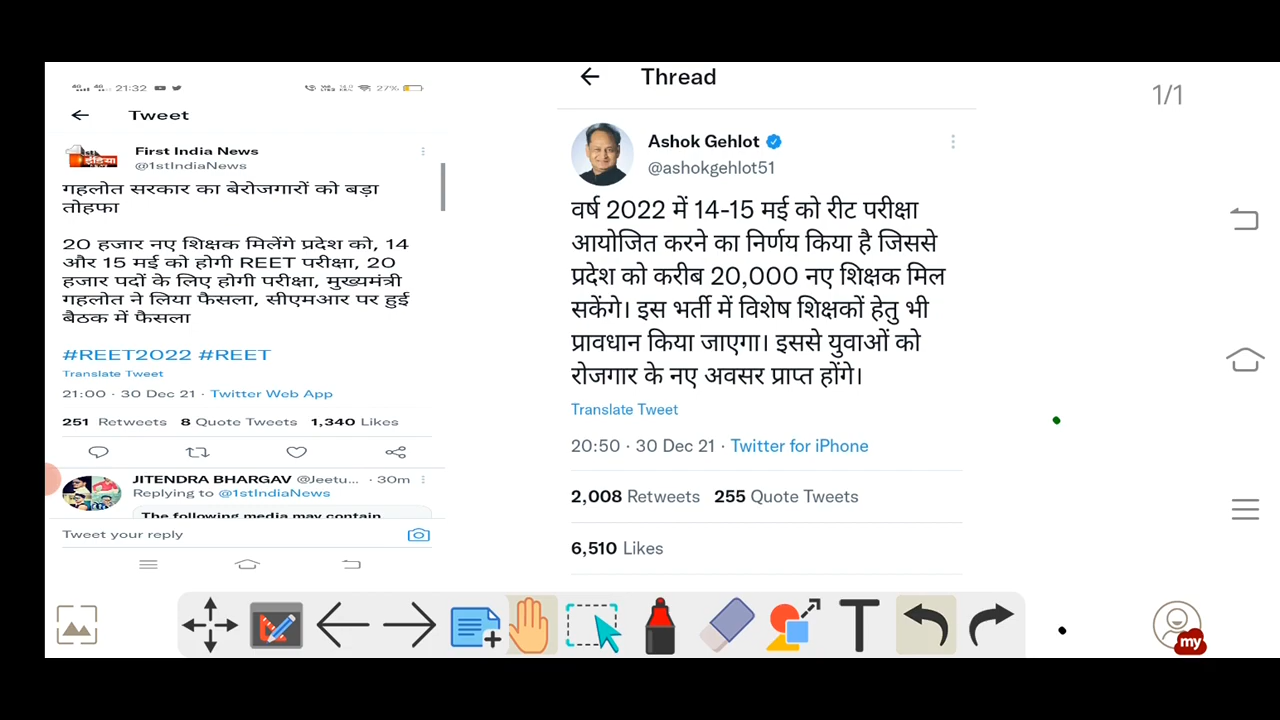 21:32
27%
Tweet
First India News
@1stIndiaNews
गहलोत सरकार का बेरोजगारों को बड़ा
तोहफा
20 हजार नए शिक्षक मिलेंगे प्रदेश को, 14
और 15 मई को होगी REET परीक्षा, 20
हजार पदों के लिए होगी परीक्षा, मुख्यमंत्री
गहलोत ने लिया फैसला, सीएमआर पर हुई
बैठक में फैसला
#REET2022 #REET
Translate Tweet
21:00 · 30 Dec 21 · Twitter Web App
251 Retweets 8 Quote Tweets 1,340 Likes
JITENDRA BHARGAV @Jeetu... · 30m
Replying to @1stIndiaNews
The following media may contain
Tweet your reply
Thread
Ashok Gehlot
@ashokgehlot51
वर्ष 2022 में 14-15 मई को रीट परीक्षा
आयोजित करने का निर्णय किया है जिससे
प्रदेश को करीब 20,000 नए शिक्षक मिल
सकेंगे। इस भर्ती में विशेष शिक्षकों हेतु भी
प्रावधान किया जाएगा। इससे युवाओं को
रोजगार के नए अवसर प्राप्त होंगे।
Translate Tweet
20:50 · 30 Dec 21 · Twitter for iPhone
2,008 Retweets 255 Quote Tweets
6,510 Likes
1/1
T
my